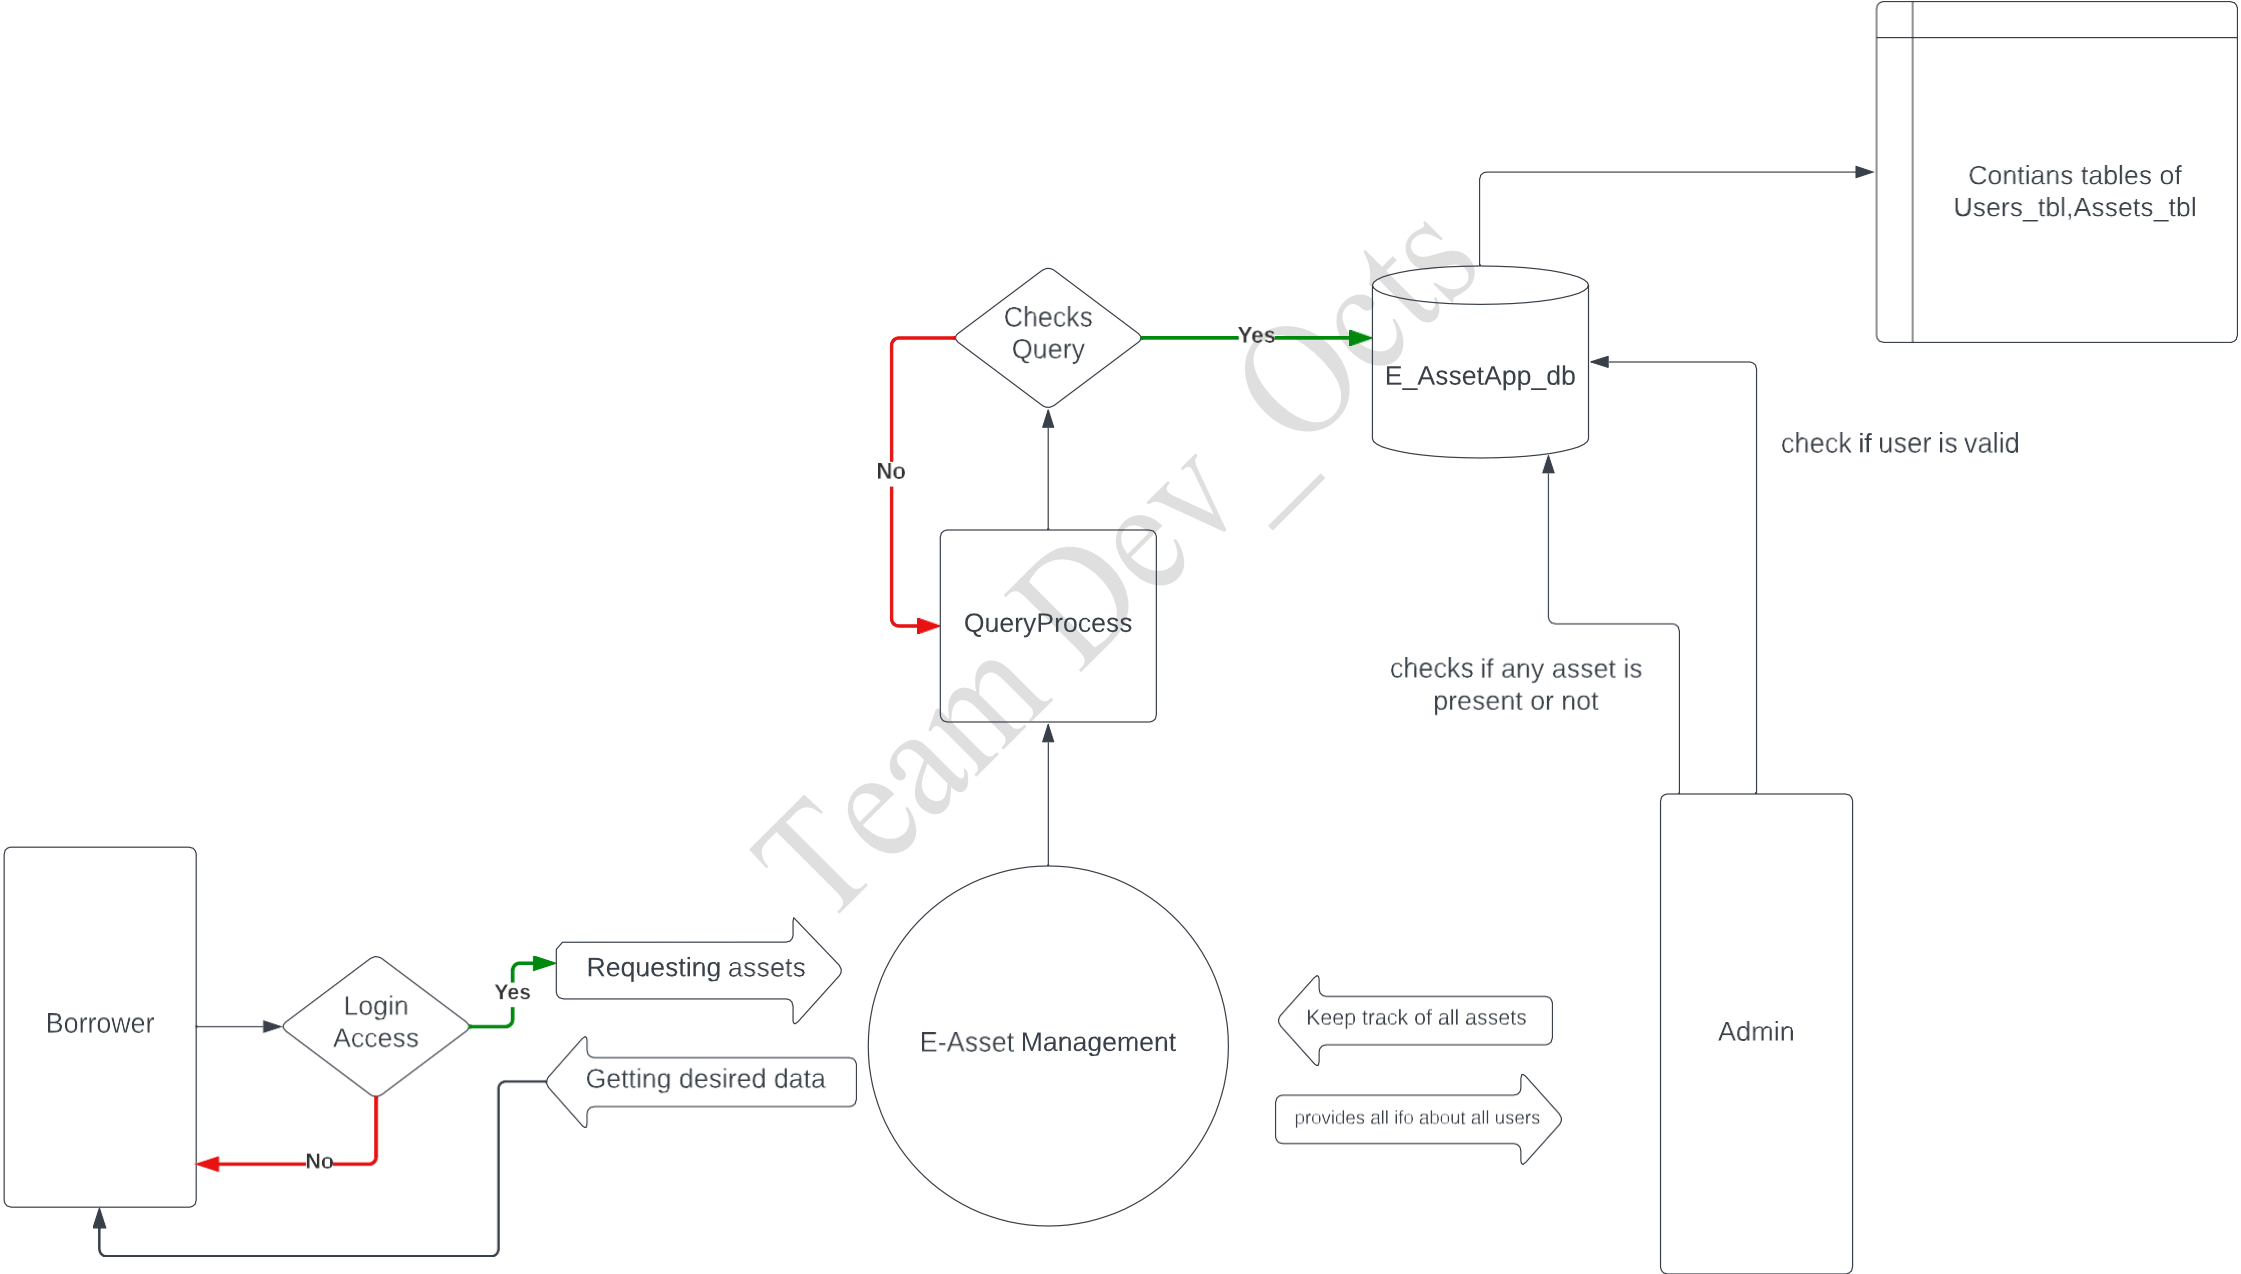 Contians tables of
Users_tbl,Assets_tbl
Checks
Query
Yes
E_AssetApp_db
check if user is valid
No
QueryProcess
checks if any asset is
present or not
Team Dev_Octs
Borrower
Login
Access
Yes
Requesting assets
Getting desired data
No
E-Asset Management
Keep track of all assets
provides all ifo about all users
Admin